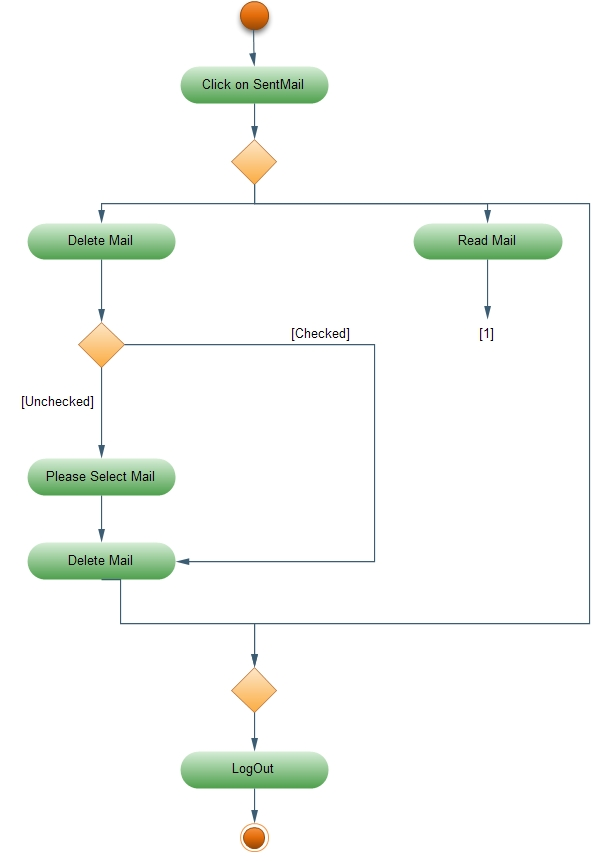 Click on SentMail
Delete Mail
Read Mail
[Checked]
[1]
[Unchecked]
Please Select Mail
Delete Mail
LogOut